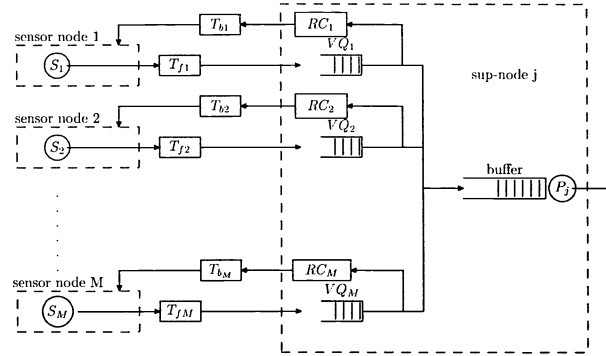 sensor node 1
T_{b1}
RC_1
VQ_1
S_1
T_{f1}
sup-node j
sensor node 2
T_{b2}
RC_2
VQ_2
S_2
T_{f2}
buffer
P_j
sensor node M
T_{b_M}
RC_M
VQ_M
S_M
T_{fM}